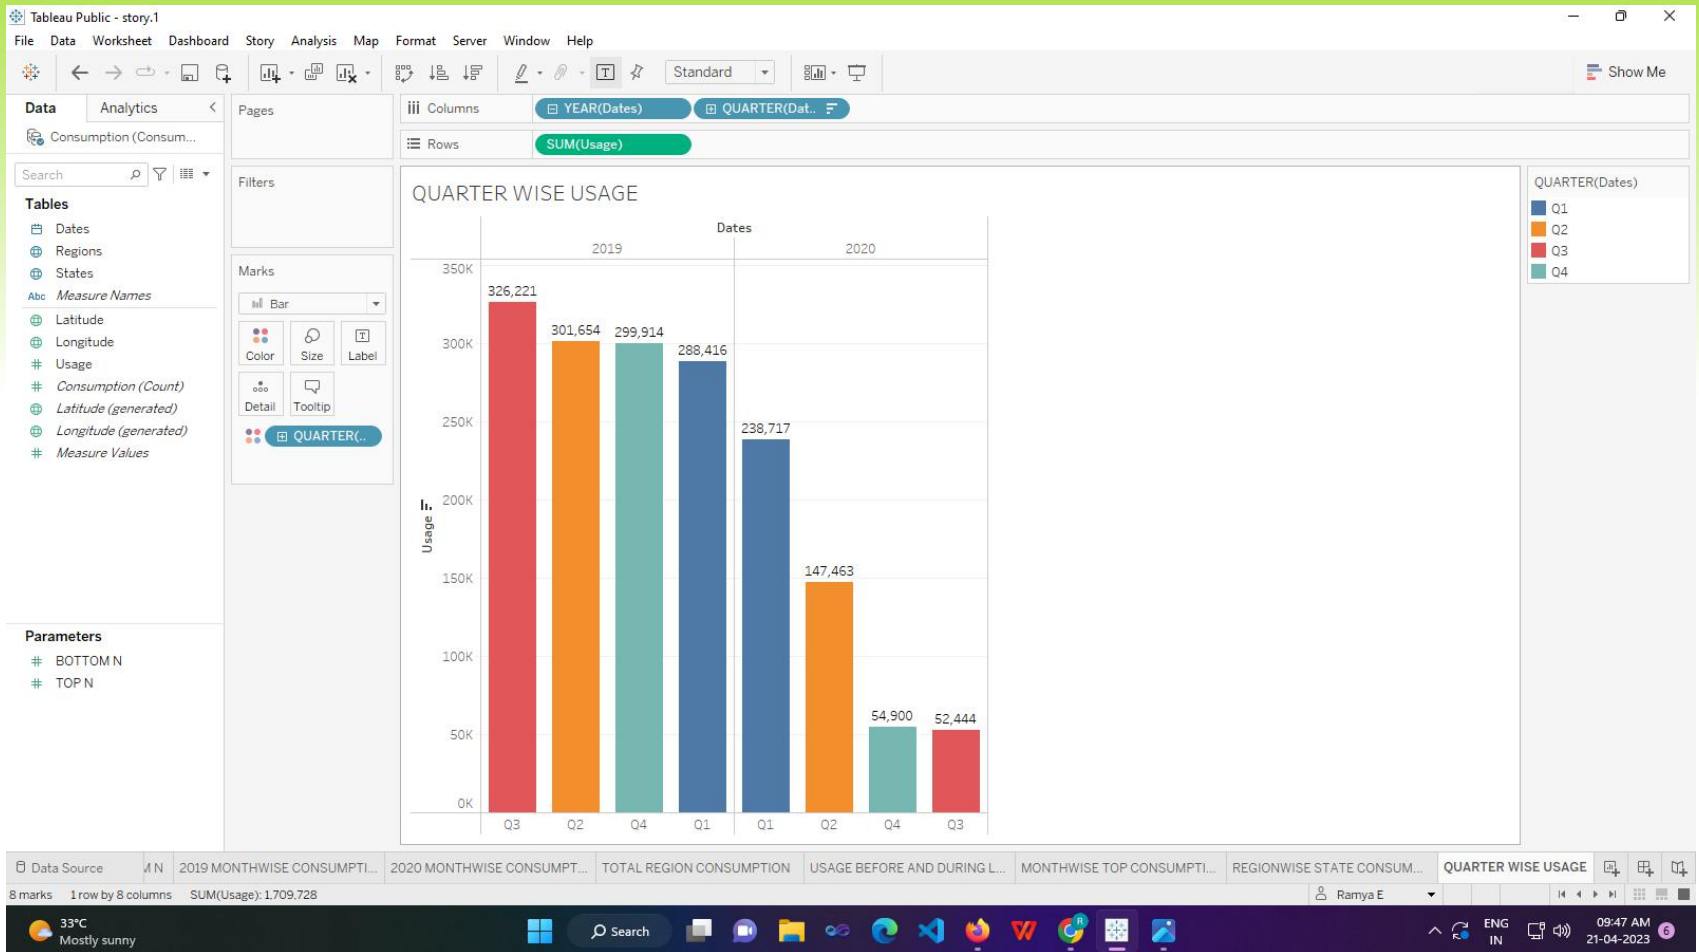 Tableau Public - story.1
File Data Worksheet Dashboard Story Analysis Map Format Server Window Help
Standard
Show Me
Data Analytics
Consumption (Consum...
Search
Tables
Dates
Regions
States
Abc Measure Names
Latitude
Longitude
Usage
Consumption (Count)
Latitude (generated)
Longitude (generated)
Measure Values
Parameters
BOTTOM N
TOP N
Pages
Filters
Marks
Bar
Color Size Label
Detail Tooltip
QUARTER(..
Columns YEAR(Dates) QUARTER(Dat..
Rows SUM(Usage)
QUARTER WISE USAGE
Dates
2019 2020
350K
300K
250K
200K
150K
100K
50K
0K
Usage
326,221
301,654
299,914
288,416
238,717
147,463
54,900
52,444
Q3 Q2 Q4 Q1 Q1 Q2 Q4 Q3
QUARTER(Dates)
Q1
Q2
Q3
Q4
Data Source 2019 MONTHWISE CONSUMPTI... 2020 MONTHWISE CONSUMPT... TOTAL REGION CONSUMPTION USAGE BEFORE AND DURING L... MONTHWISE TOP CONSUMPTI... REGIONWISE STATE CONSUM... QUARTER WISE USAGE
8 marks 1 row by 8 columns SUM(Usage): 1,709,728 Ramya E
33°C
Mostly sunny
Search
ENG
IN
09:47 AM
21-04-2023
6